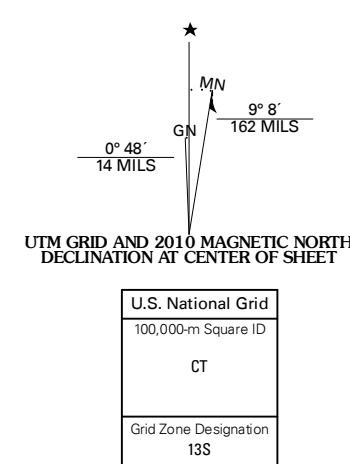 MN
9° 8´
162 MILS
GN
0° 48´
14 MILS
UTM GRID AND 2010 MAGNETIC NORTH
DECLINATION AT CENTER OF SHEET
U.S. National Grid
100,000-m Square ID
CT
Grid Zone Designation
13S